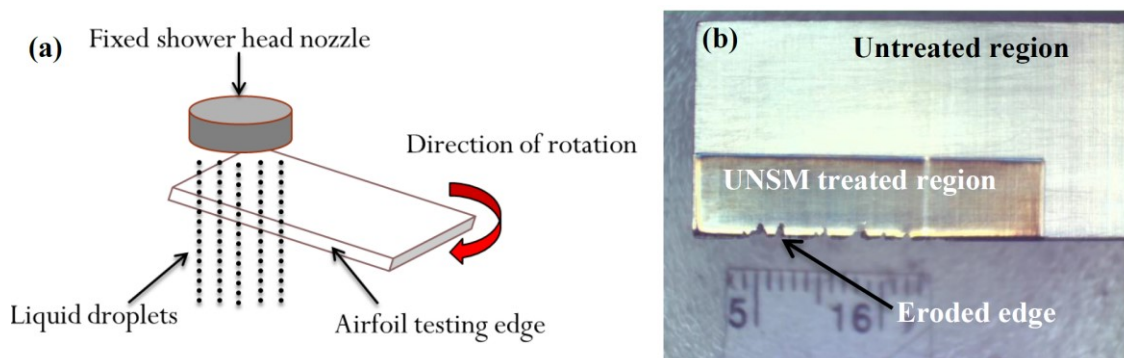 (a)
Fixed shower head nozzle
Direction of rotation
Liquid droplets
Airfoil testing edge
(b)
Untreated region
UNSM treated region
5
16
Eroded edge